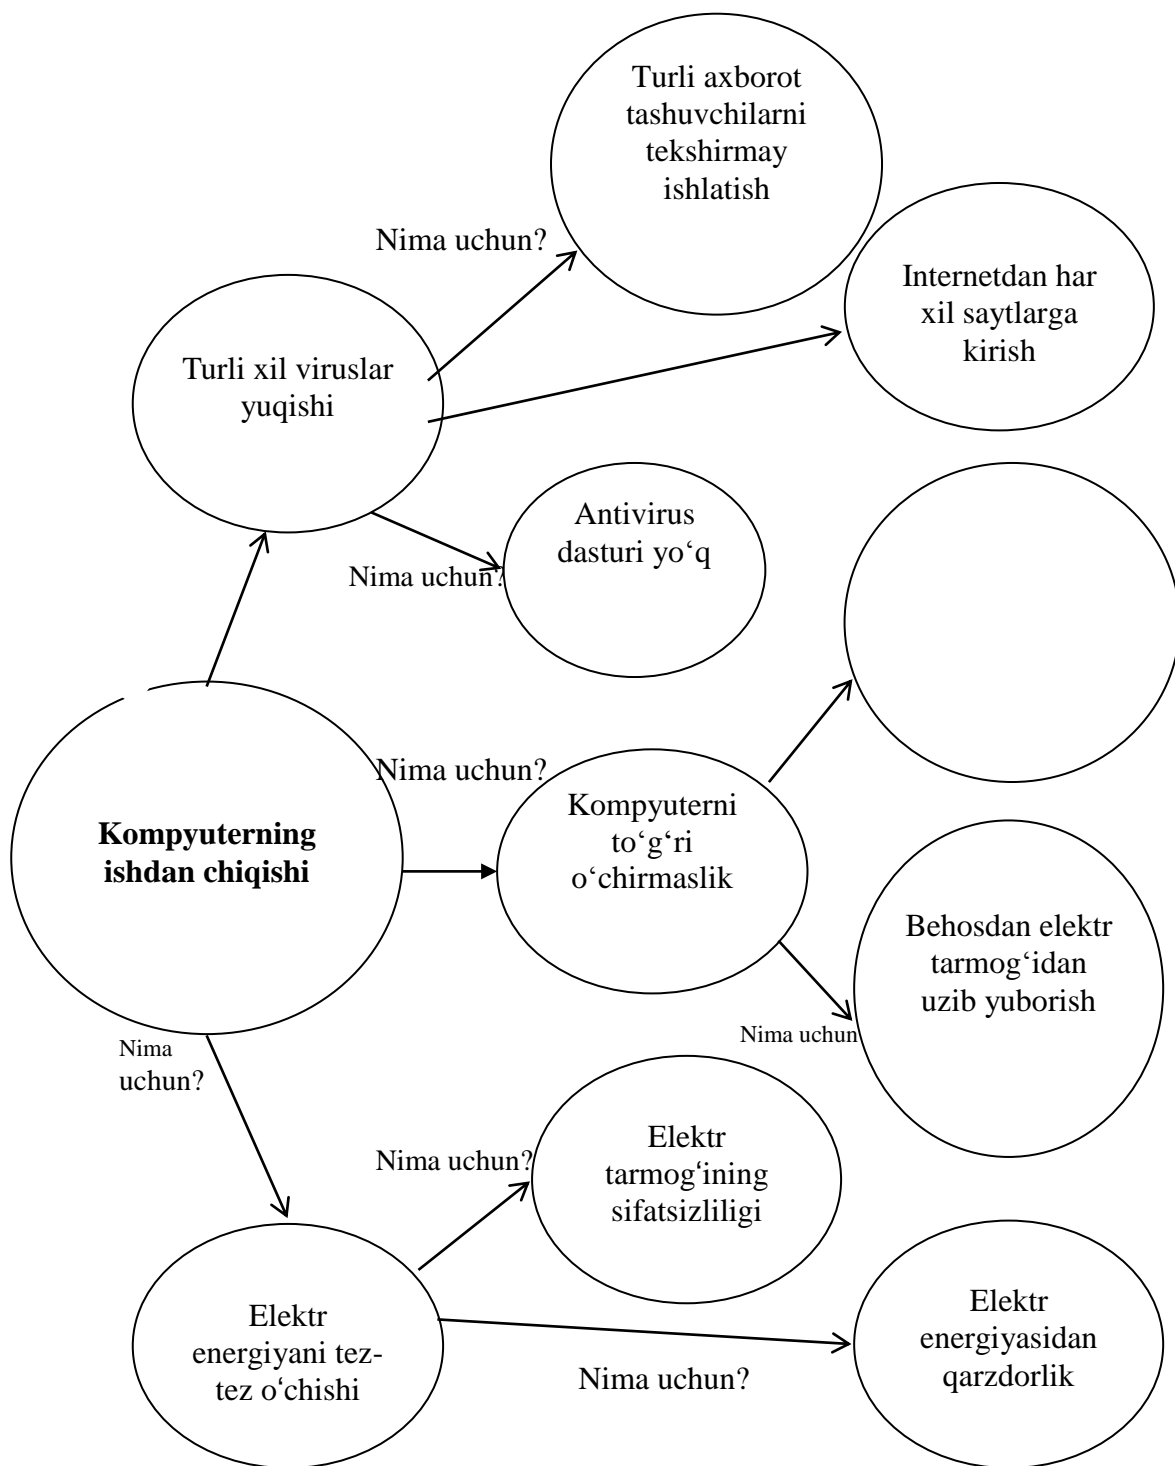 Turli axborot
tashuvchilarni
tekshirmay
ishlatish
Nima uchun?
Internetdan har
xil saytlarga
kirish
Turli xil viruslar
yuqishi
Antivirus
dasturi yo‘q
Nima uchun?
Nima uchun?
Kompyuterning
ishdan chiqishi
Kompyuterni
to‘g‘ri
o‘chirmaslik
Behosdan elektr
tarmog‘idan
uzib yuborish
Nima uchun
Nima
uchun?
Elektr
tarmog‘ining
sifatsizliligi
Nima uchun?
Elektr
energiyani tez-
tez o‘chishi
Elektr
energiyasidan
qarzdorlik
Nima uchun?